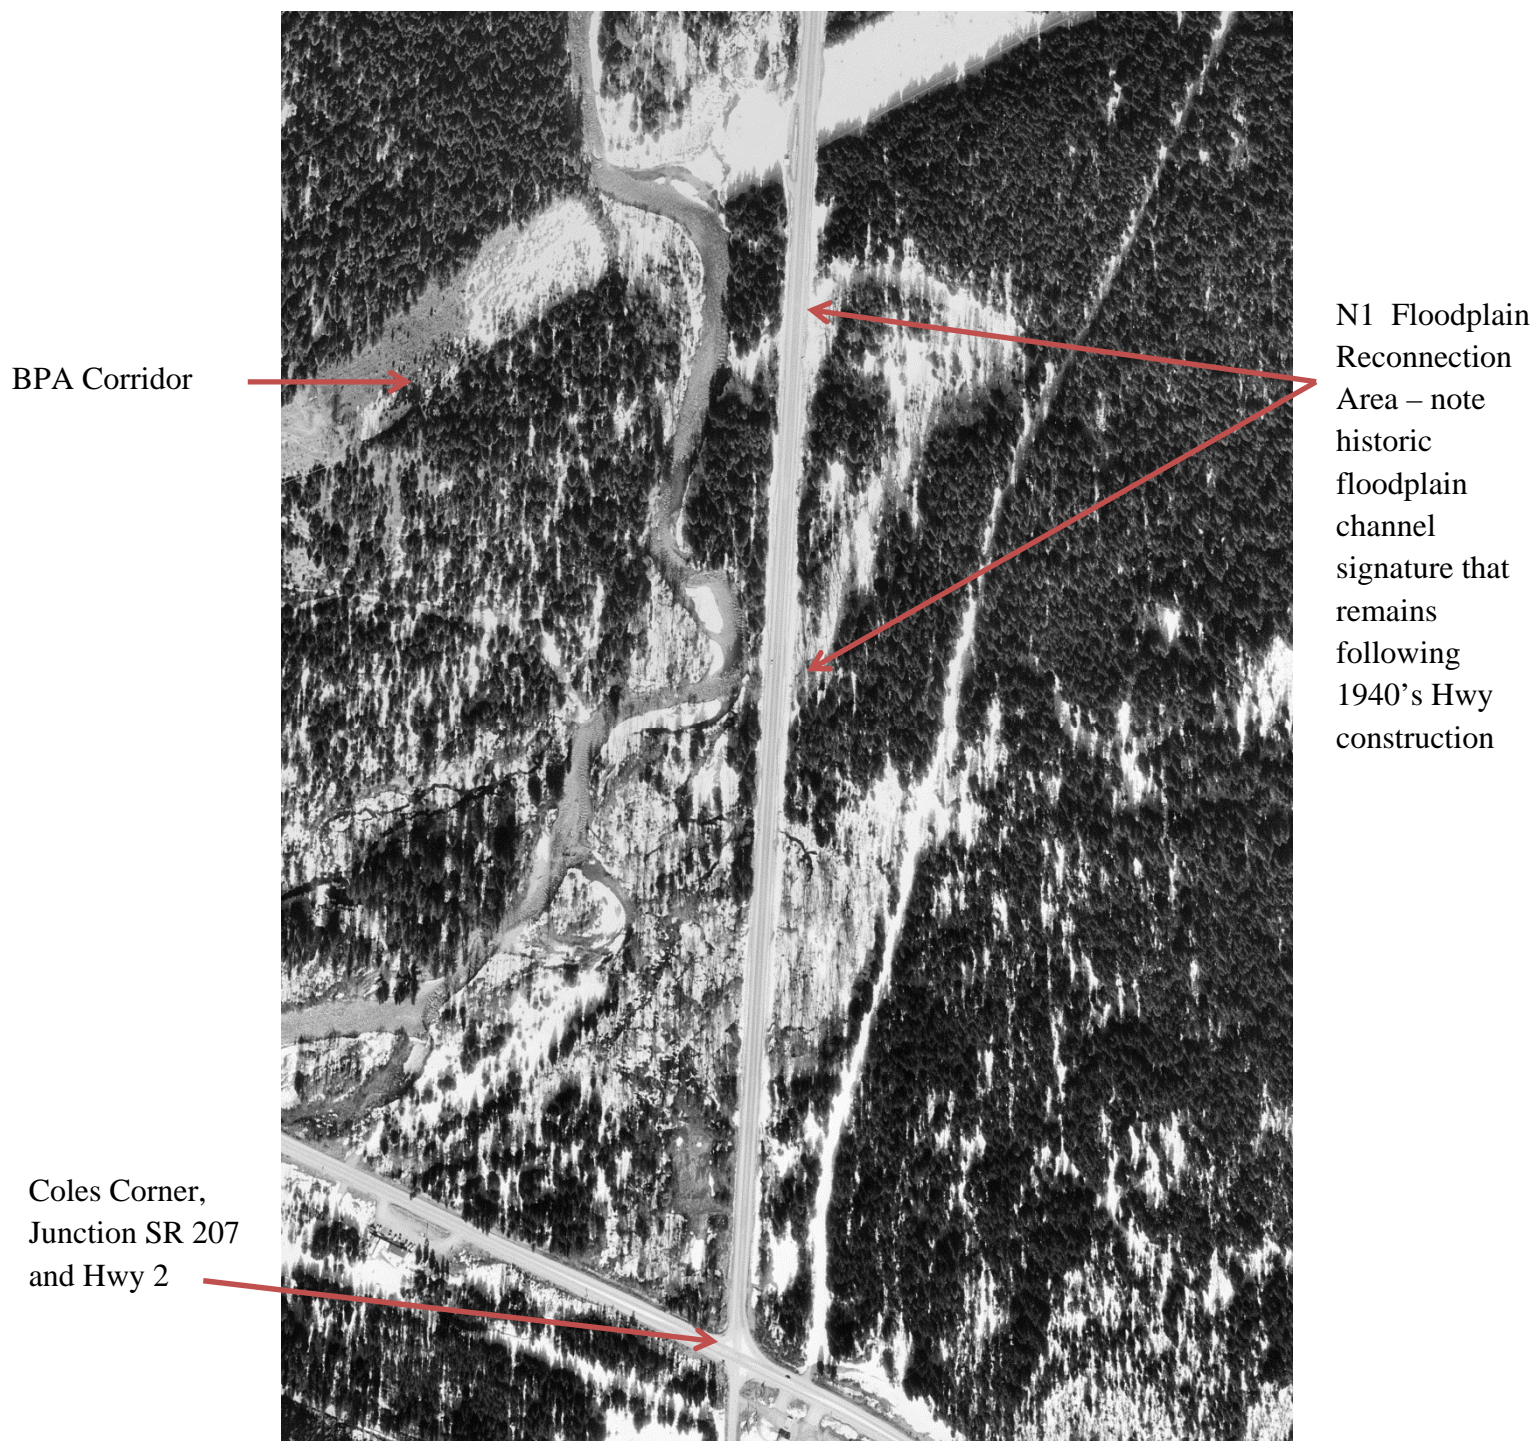 BPA Corridor
N1 Floodplain
Reconnection
Area – note
historic
floodplain
channel
signature that
remains
following
1940’s Hwy
construction
Coles Corner,
Junction SR 207
and Hwy 2